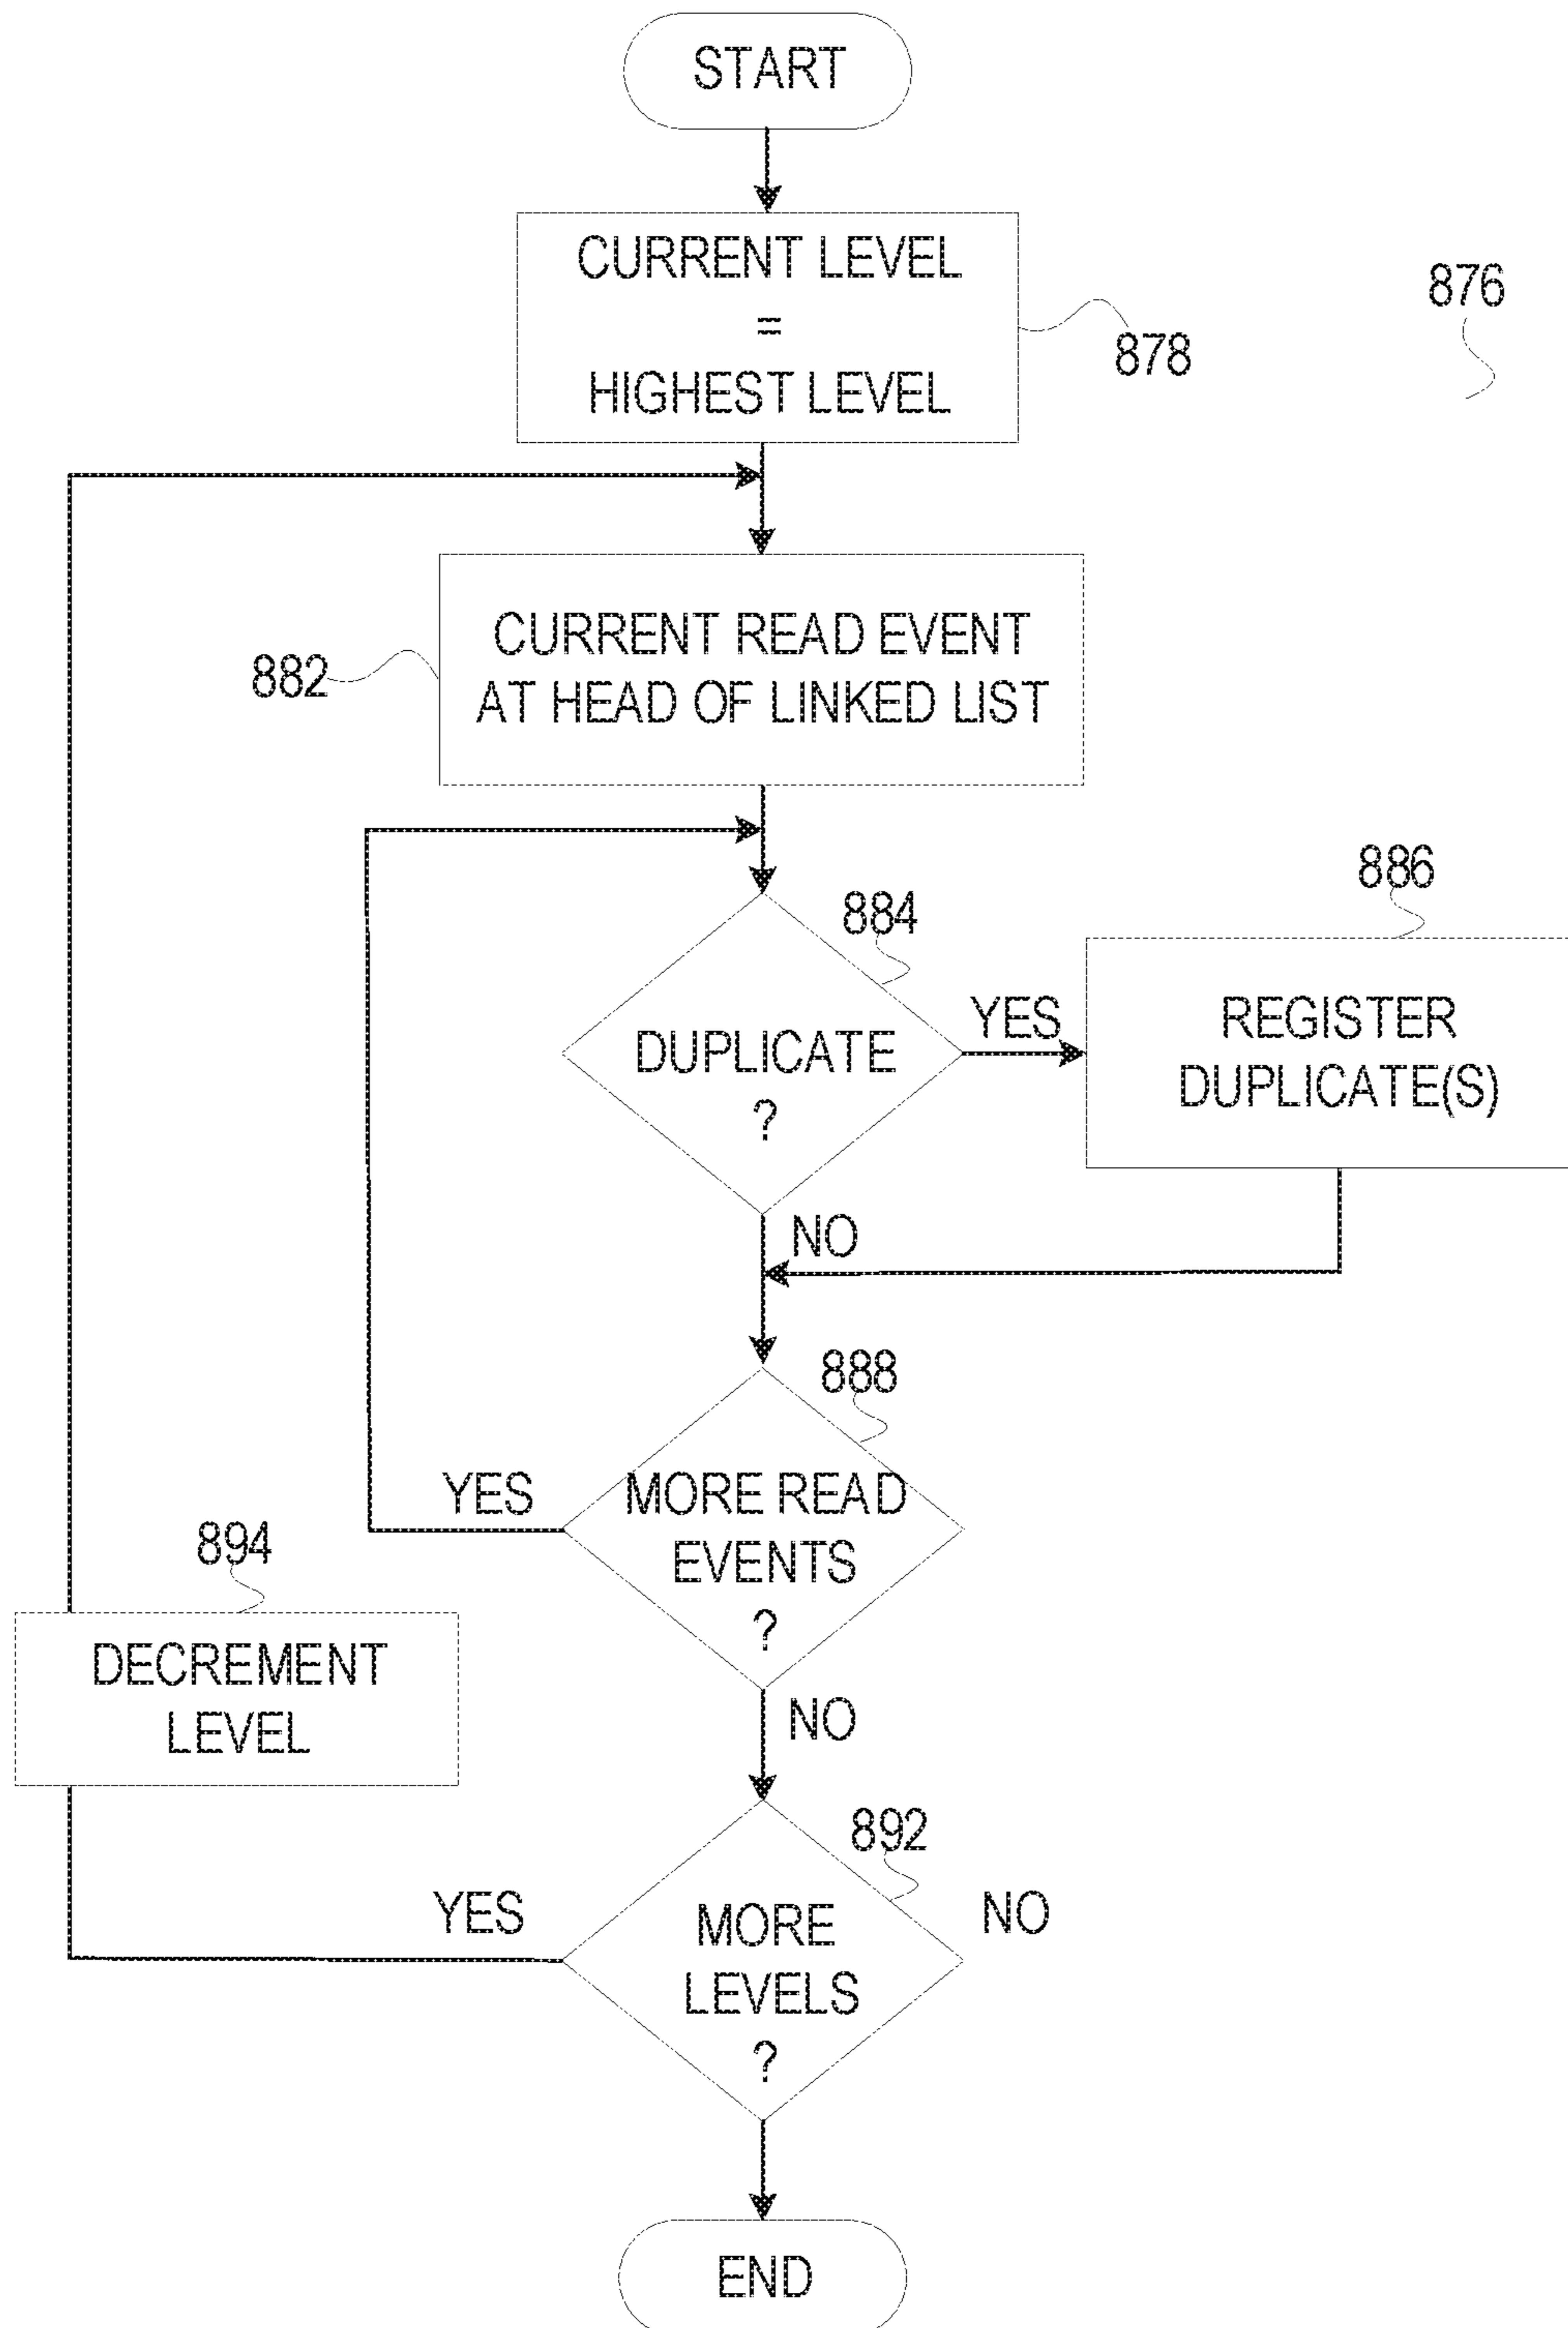 START
CURRENT LEVEL
=
HIGHEST LEVEL
876
878
CURRENT READ EVENT
AT HEAD OF LINKED LIST
882
884
DUPLICATE
?
YES
886
REGISTER
DUPLICATE(S)
NO
888
MORE READ
EVENTS
?
YES
894
DECREMENT
LEVEL
NO
892
MORE
LEVELS
?
YES
NO
END